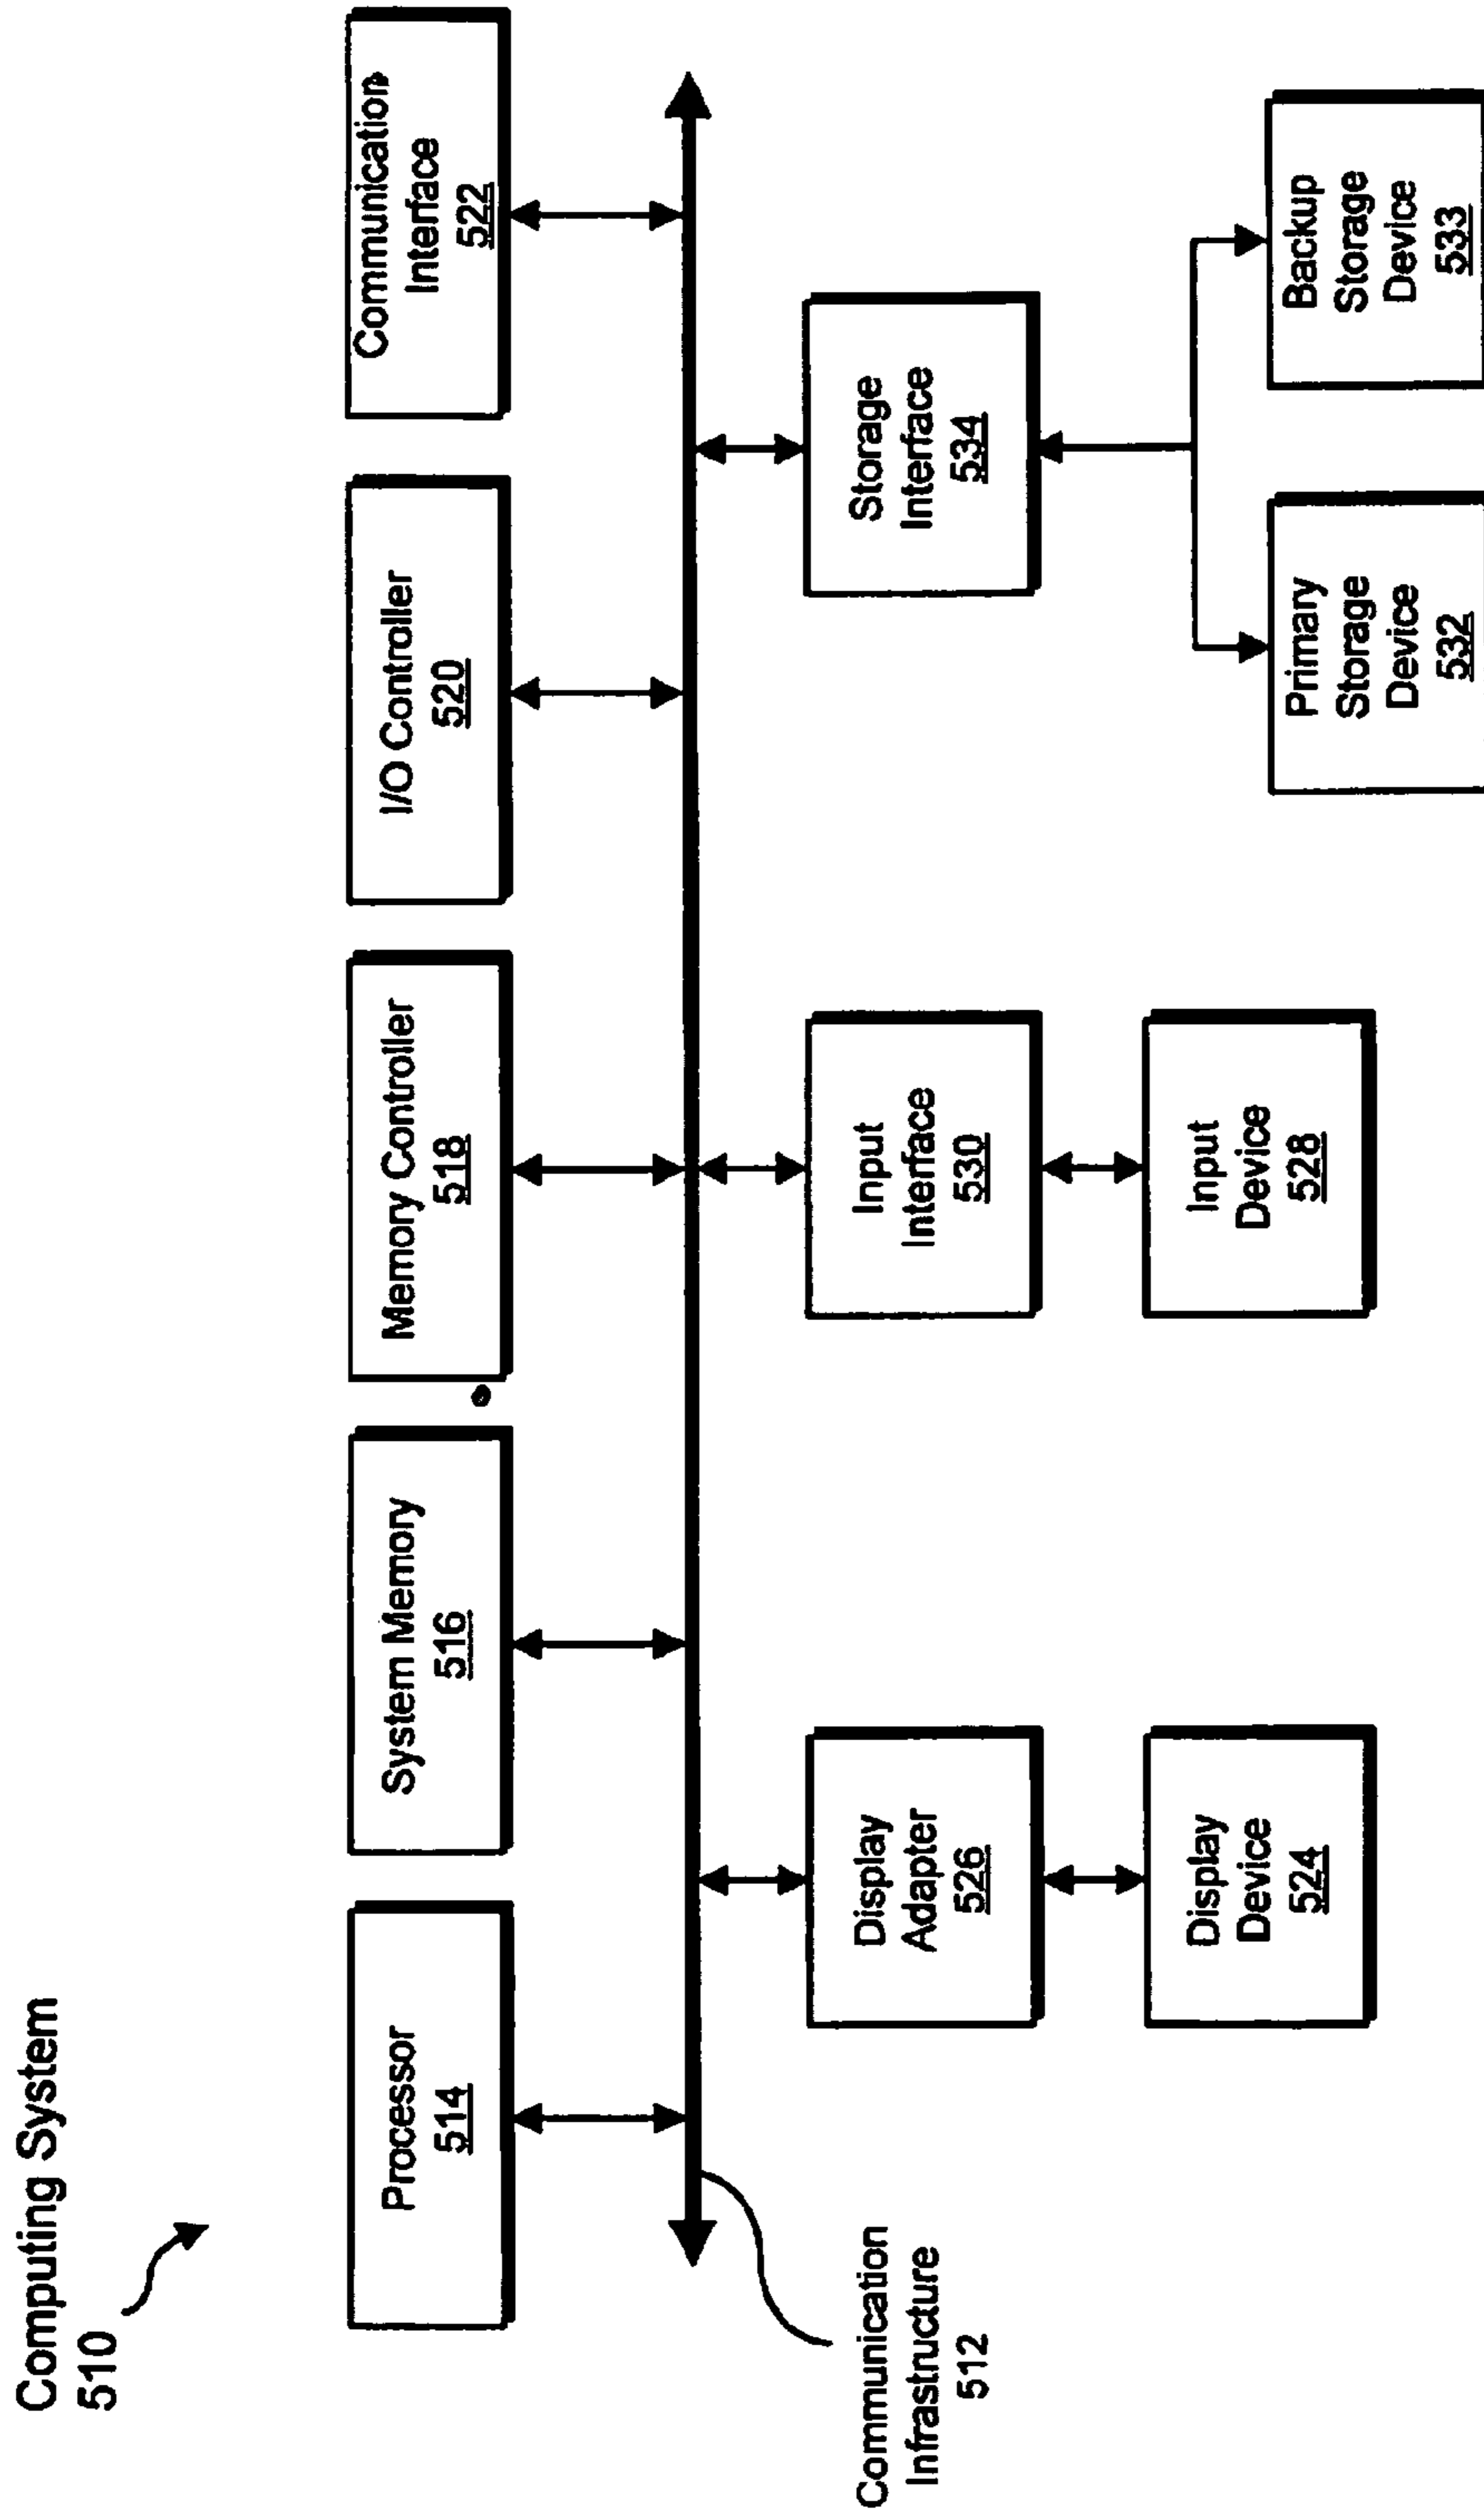 Computing System
510
Processor
514
System Memory
516
Memory Controller
518
I/O Controller
520
Communication
Interface
522
Communication
Infrastructure
512
Display
Adapter
526
Input
Interface
530
Storage
Interface
534
Display
Device
524
Input
Device
528
Primary
Storage
Device
532
Backup
Storage
Device
533